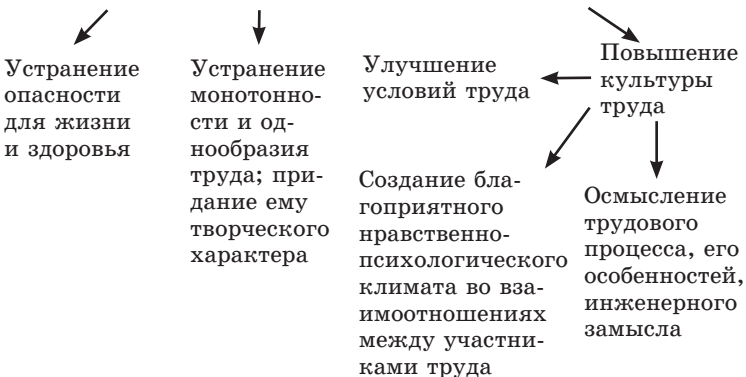 Устранение
опасности
для жизни
и здоровья
Устранение
монотонно-
сти и од-
нообразия
труда; при-
дание ему
творческого
характера
Улучшение
условий труда
Повышение
культуры
труда
Создание бла-
гоприятного
нравственно-
психологического
климата во вза-
имоотношениях
между участни-
ками труда
Осмысление
трудового
процесса, его
особенностей,
инженерного
замысла